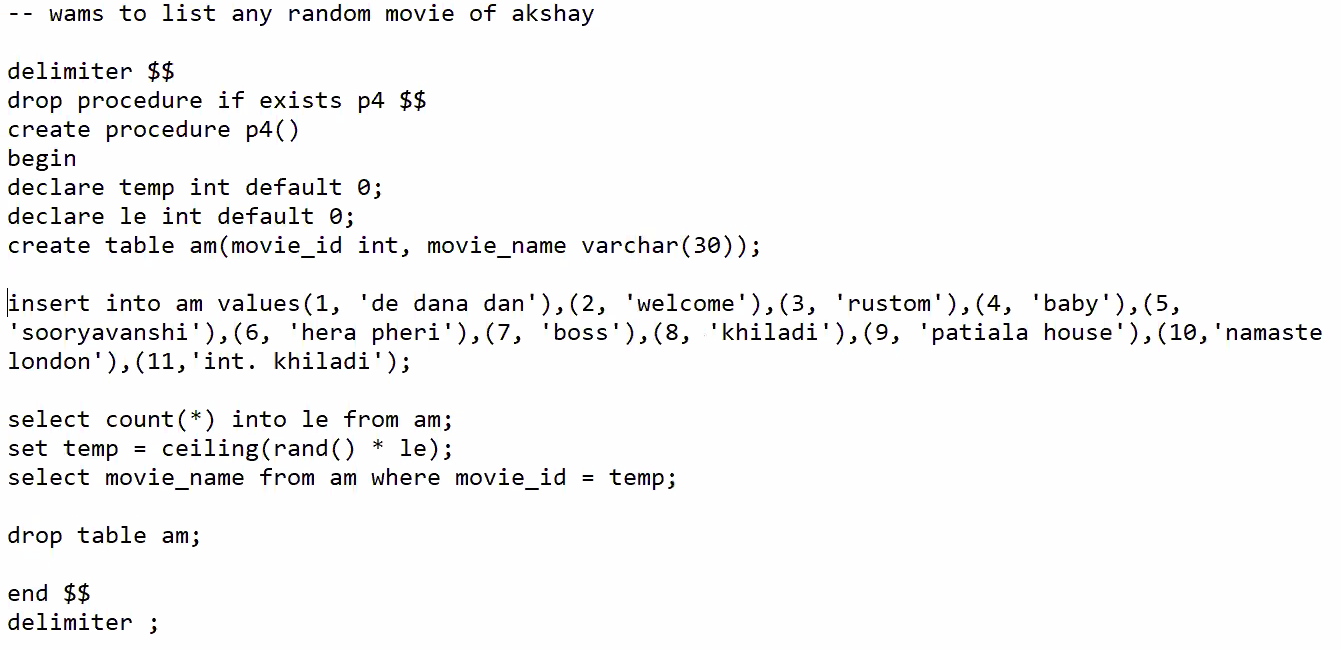 -- wams to list any random movie of akshay
delimiter $$
drop procedure if exists p4 $$
create procedure p4()
begin
declare temp int default 0;
declare le int default 0;
create table am(movie_id int, movie_name varchar(30));
insert into am values(1, 'de dana dan'),(2, 'welcome'),(3, 'rustom'),(4, 'baby'),(5,
'sooryavanshi'),(6, 'hera pheri'),(7, 'boss'),(8, 'khiladi'),(9, 'patiala house'),(10,'namaste
london'),(11,'int. khiladi');
select count(*) into le from am;
set temp = ceiling(rand() * le);
select movie_name from am where movie_id = temp;
drop table am;
end $$
delimiter ;